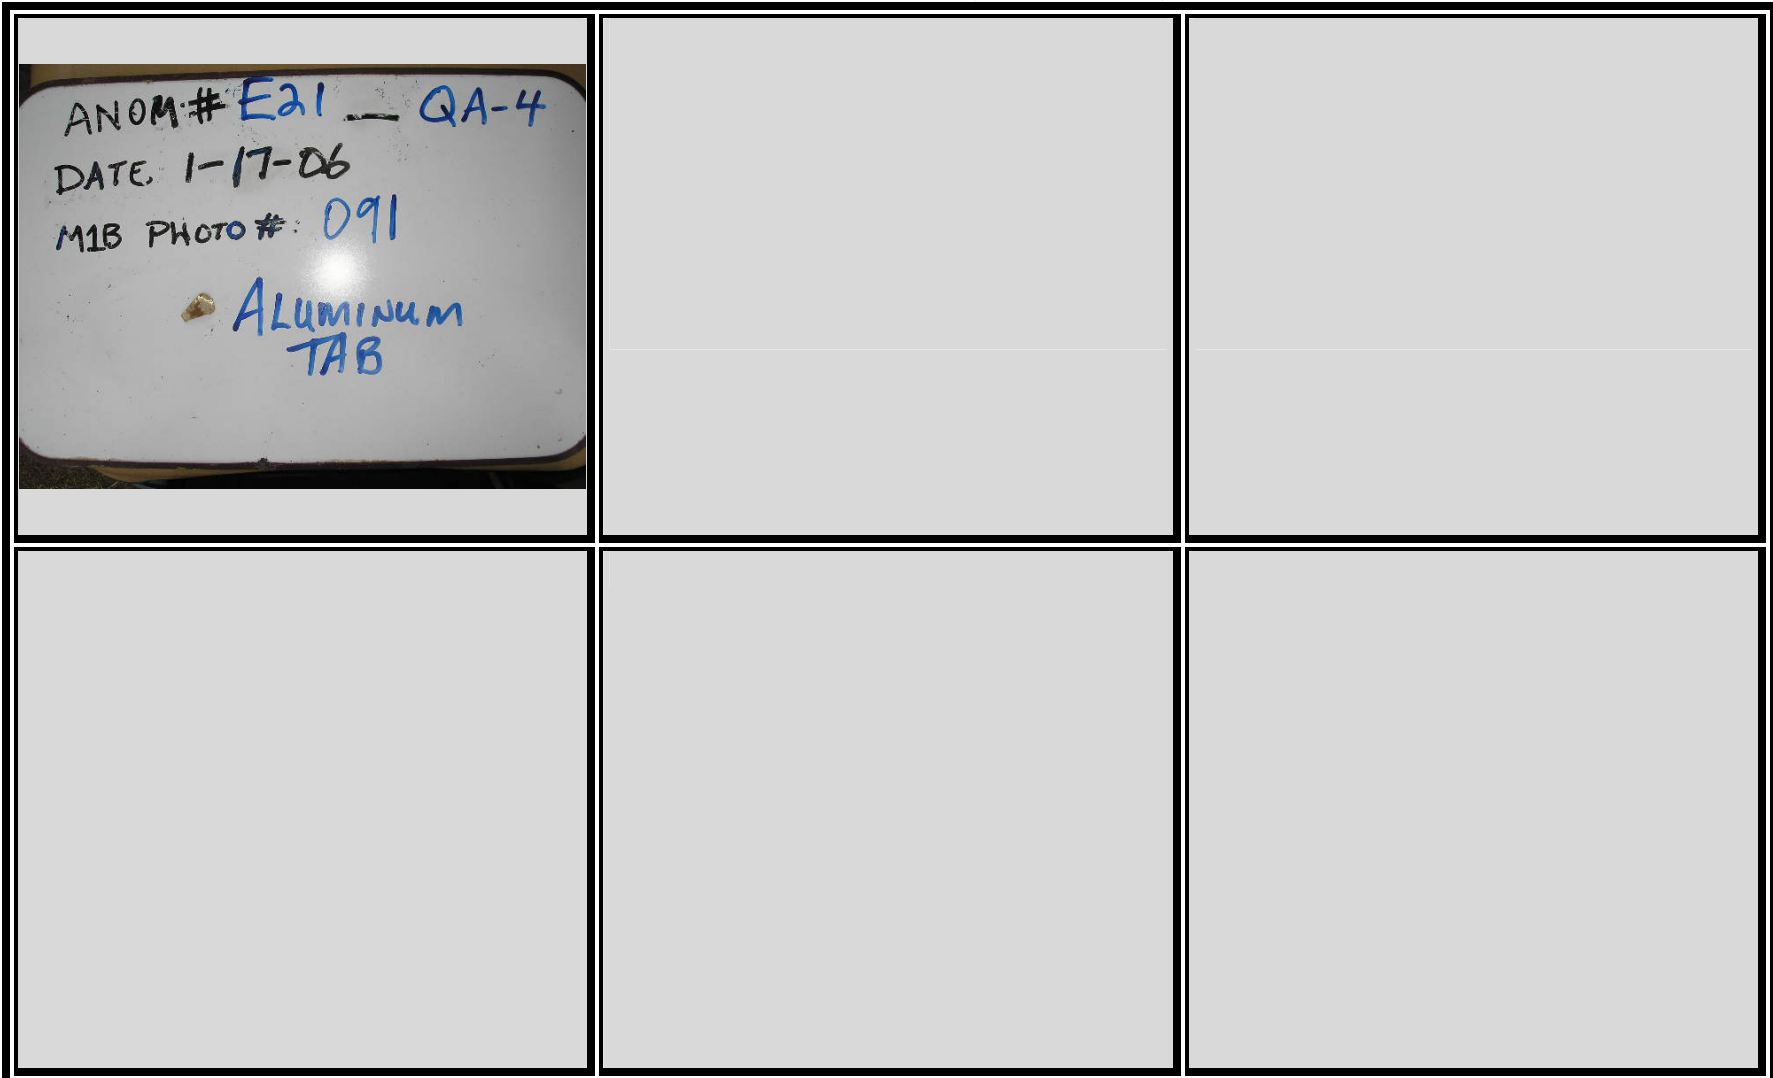 ANOM.# E21 — QA-4
DATE. 1-17-06
M1B PHOTO #: 091
ALUMINUM
TAB